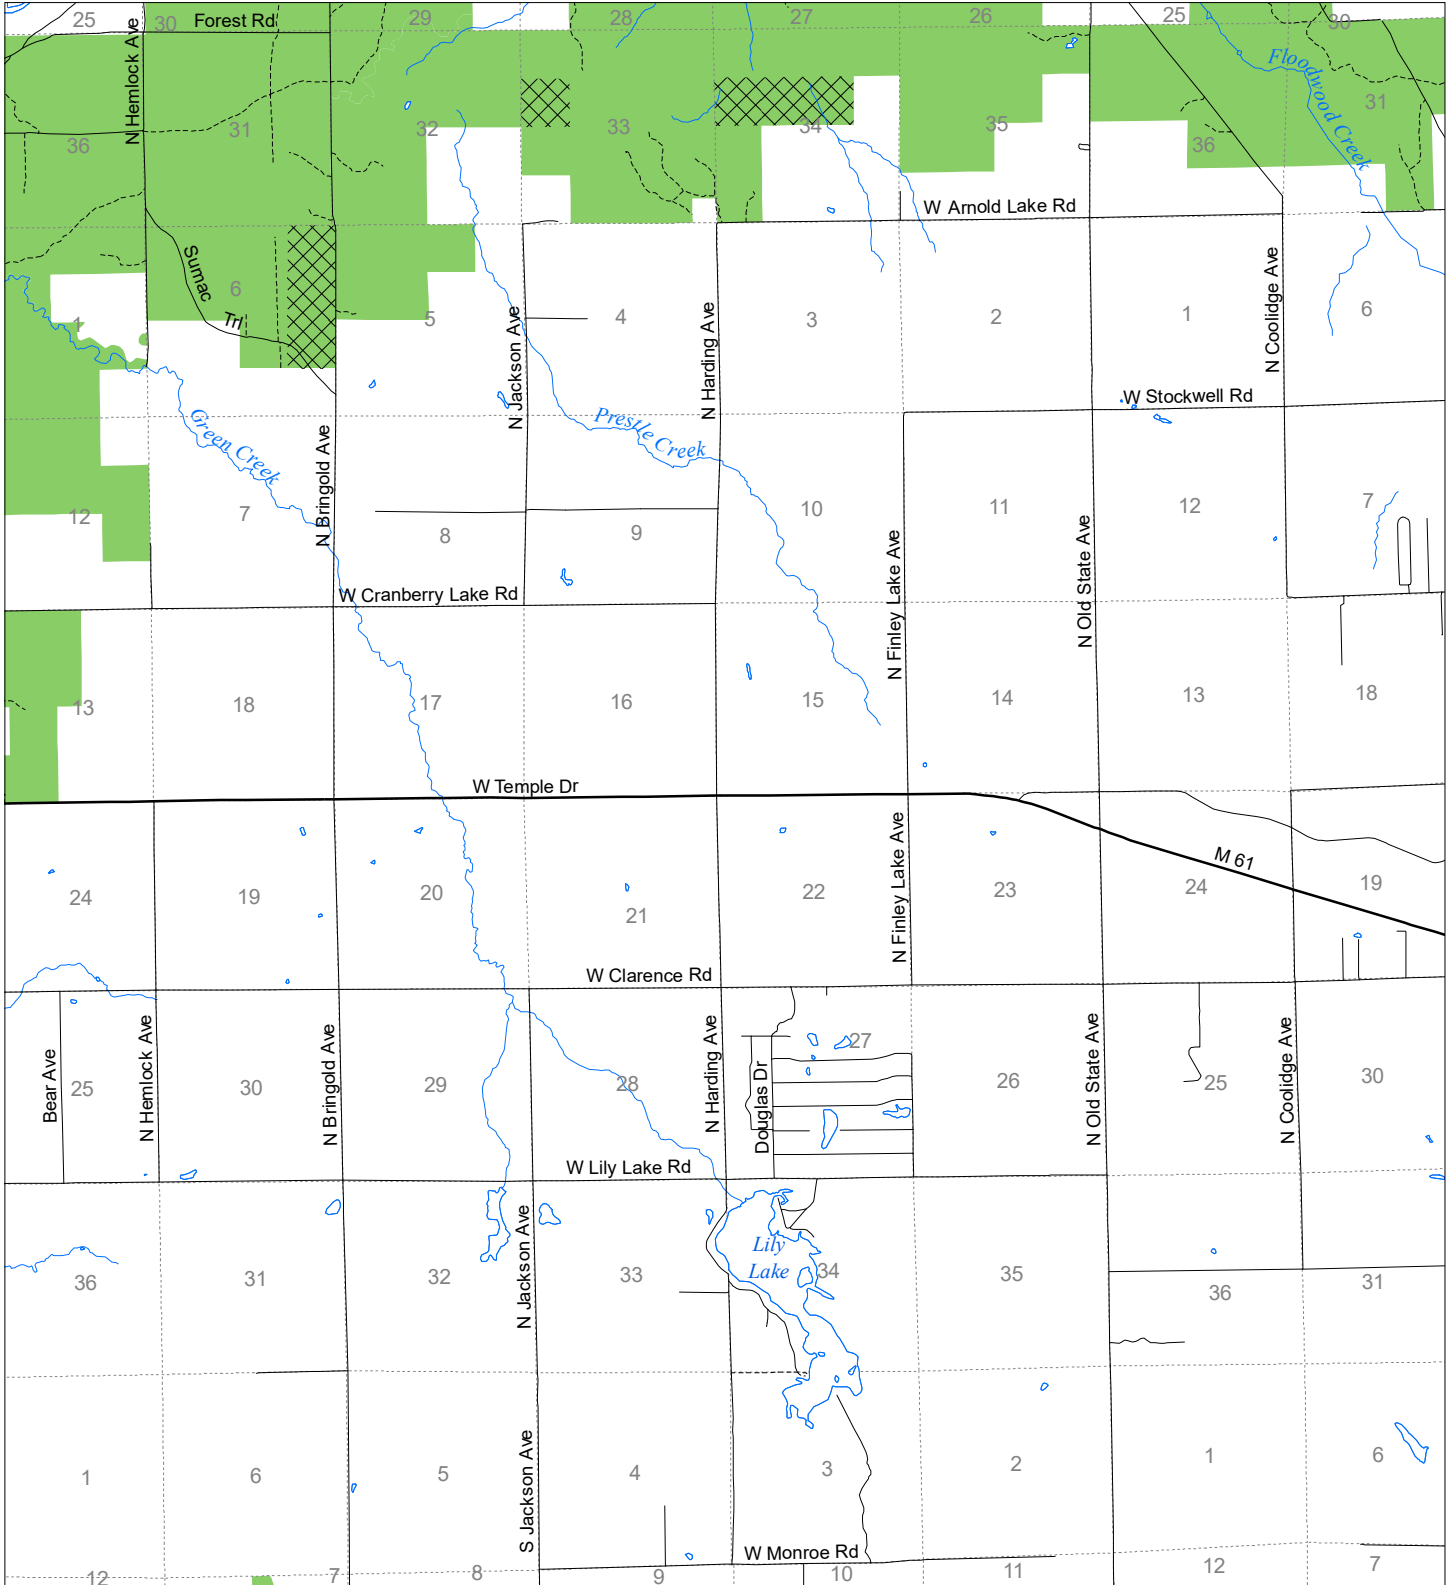 25
30
Forest Rd
29
28
27
26
25
30
N Hemlock Ave
Floodwood Creek
36
31
32
33
34
35
36
31
W Arnold Lake Rd
Sumac
Trl
6
1
5
N Jackson Ave
4
N Harding Ave
3
2
1
N Coolidge Ave
6
W Stockwell Rd
Green Creek
Prestle Creek
N Bringold Ave
12
7
8
9
10
11
12
7
N Finley Lake Ave
N Old State Ave
W Cranberry Lake Rd
13
18
17
16
15
14
13
18
W Temple Dr
M 61
24
19
20
21
22
N Finley Lake Ave
23
24
19
W Clarence Rd
Bear Ave
25
N Hemlock Ave
30
N Bringold Ave
29
28
N Harding Ave
Douglas Dr
27
26
N Old State Ave
25
N Coolidge Ave
30
W Lily Lake Rd
Lily
Lake
36
31
32
N Jackson Ave
33
34
35
36
31
1
6
5
S Jackson Ave
4
3
2
1
6
W Monroe Rd
12
7
8
9
10
11
12
7